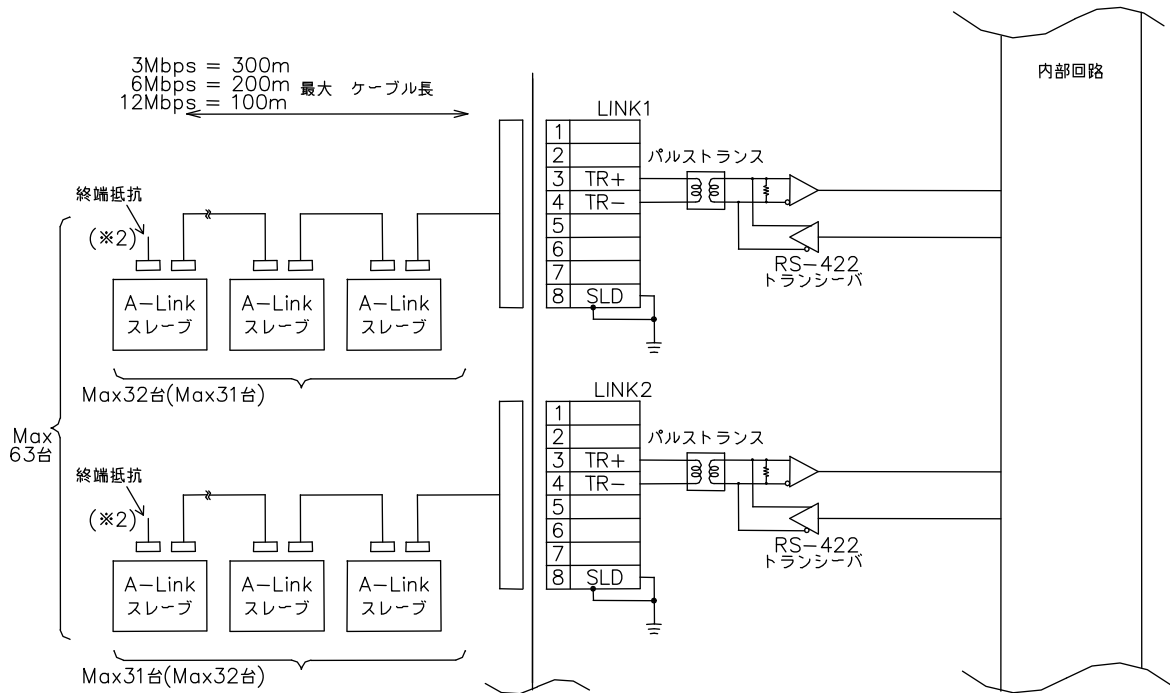 3Mbps = 300m
6Mbps = 200m 最大 ケーブル長
12Mbps = 100m
内部回路
LINK1
1
2
3 TR+
4 TR-
5
6
7
8 SLD
パルストランス
RS-422
トランシーバ
終端抵抗
(※2)
A-Link
スレーブ
A-Link
スレーブ
A-Link
スレーブ
Max32台(Max31台)
Max
63台
LINK2
1
2
3 TR+
4 TR-
5
6
7
8 SLD
パルストランス
RS-422
トランシーバ
終端抵抗
(※2)
A-Link
スレーブ
A-Link
スレーブ
A-Link
スレーブ
Max31台(Max32台)